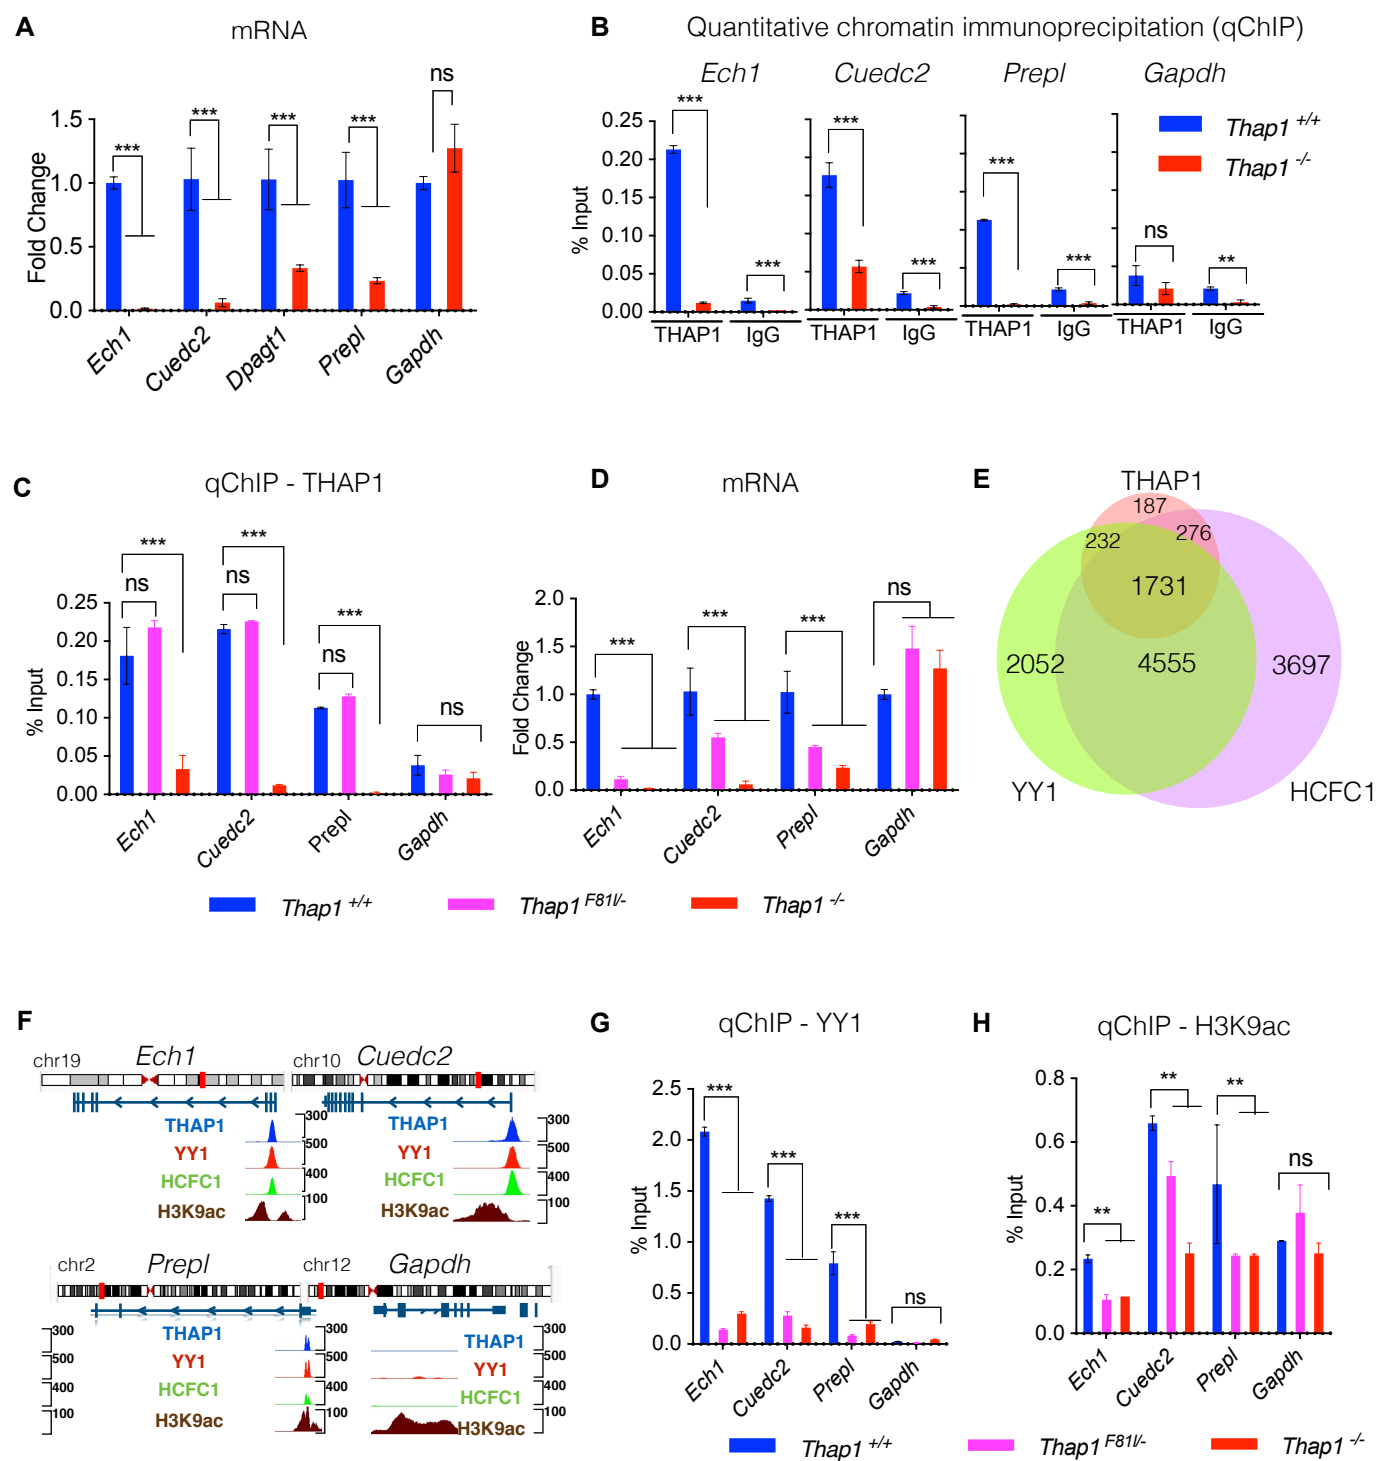 A
mRNA
Fold Change
1.5
1.0
0.5
0.0
***
***
***
***
ns
Ech1
Cuedc2
Dpagt1
Prepl
Gapdh
B
Quantitative chromatin immunoprecipitation (qChIP)
Ech1 Cuedc2 Prepl Gapdh
Thap1 +/+
Thap1 -/-
% Input
0.25
0.20
0.15
0.10
0.05
0.00
*** ***
*** ***
*** ***
ns **
THAP1 IgG THAP1 IgG THAP1 IgG THAP1 IgG
C
qChIP - THAP1
% Input
0.25
0.20
0.15
0.10
0.05
0.00
*** ns
*** ns
*** ns
ns
Ech1
Cuedc2
Prepl
Gapdh
D
mRNA
Fold Change
2.0
1.5
1.0
0.5
0.0
***
***
***
ns
Ech1
Cuedc2
Prepl
Gapdh
Thap1 +/+ Thap1 F81l/- Thap1 -/-
E
THAP1
187
232 276
1731
2052 4555 3697
YY1 HCFC1
F
chr19 Ech1
THAP1 300
YY1 500
HCFC1 400
H3K9ac 100
chr10 Cuedc2
THAP1 300
YY1 500
HCFC1 400
H3K9ac 100
chr2 Prepl
300 THAP1 300
500 YY1 500
400 HCFC1 400
100 H3K9ac 100
chr12 Gapdh
THAP1 300
YY1 500
HCFC1 400
H3K9ac 100
G
qChIP - YY1
% Input
2.5
2.0
1.5
1.0
0.5
0.0
***
***
***
ns
Ech1
Cuedc2
Prepl
Gapdh
H
qChIP - H3K9ac
% Input
0.8
0.6
0.4
0.2
0.0
**
**
**
ns
Ech1
Cuedc2
Prepl
Gapdh
Thap1 +/+ Thap1 F81l/- Thap1 -/-